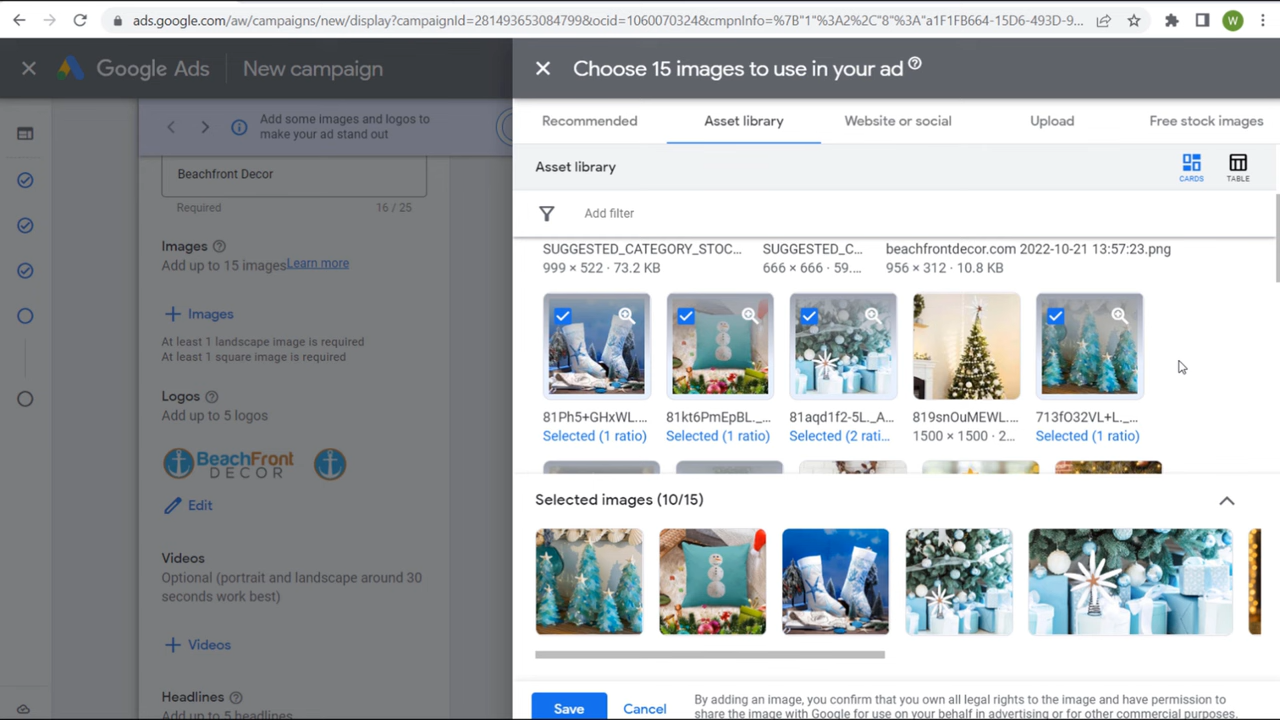 ads.google.com/aw/campaigns/new/display?campaignId=281493653084799&ocid=1060070324&cmpnInfo=%7B"1"%3A2%2C"8"%3A"a1F1FB664-15D6-493D-9...
W
Google Ads
New campaign
Add some images and logos to
make your ad stand out
Beachfront Decor
Required
16 / 25
Images
Add up to 15 images Learn more
Images
At least 1 landscape image is required
At least 1 square image is required
Logos
Add up to 5 logos
BeachFront
DECOR
Edit
Videos
Optional (portrait and landscape around 30
seconds work best)
Videos
Headlines
Add up to 5 headlines
Choose 15 images to use in your ad
Recommended
Asset library
Website or social
Upload
Free stock images
Asset library
CARDS
TABLE
Add filter
SUGGESTED_CATEGORY_STOC...
999 × 522 · 73.2 KB
SUGGESTED_C...
666 × 666 · 59....
beachfrontdecor.com 2022-10-21 13:57:23.png
956 × 312 · 10.8 KB
81Ph5+GHxWL....
Selected (1 ratio)
81kt6PmEpBL._...
Selected (1 ratio)
81aqd1f2-5L._A...
Selected (2 rati...
819snOuMEWL....
1500 × 1500 · 2...
713fO32VL+L._...
Selected (1 ratio)
Selected images (10/15)
Save
Cancel
By adding an image, you confirm that you own all legal rights to the image and have permission to
share the image with Google for use on your behalf in advertising or for other commercial purposes.